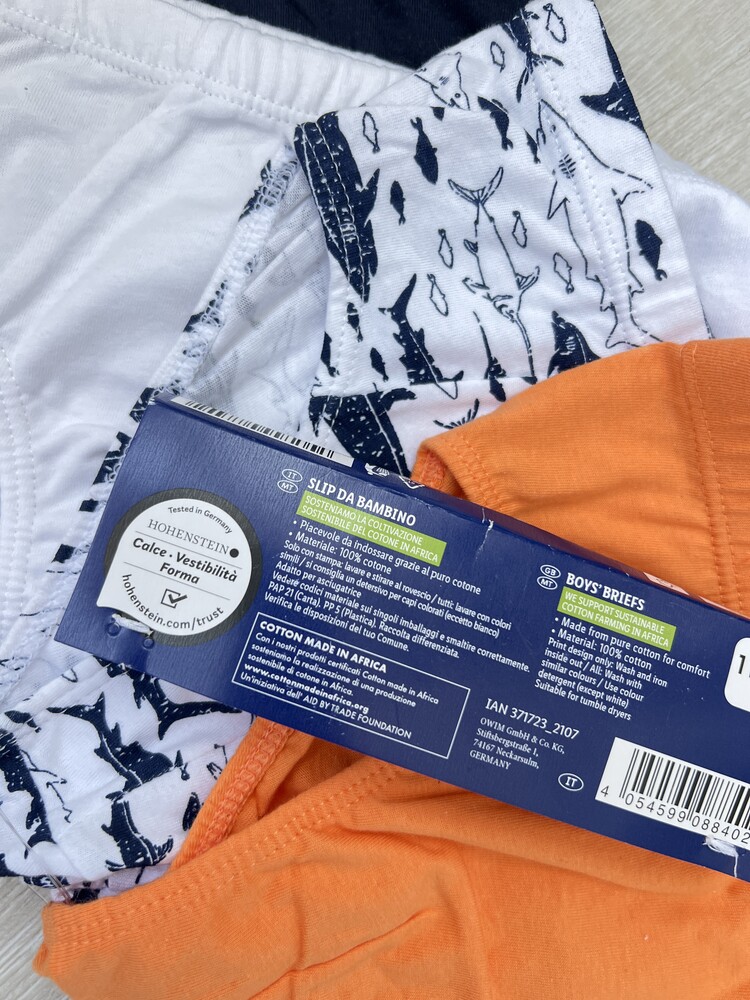 Tested in Germany
HOHENSTEIN
Calce • Vestibilità
Forma
hohenstein.com/trust
IT
MT
SLIP DA BAMBINO
SOSTENIAMO LA COLTIVAZIONE
SOSTENIBILE DEL COTONE IN AFRICA
• Piacevole da indossare grazie al puro cotone
• Materiale: 100% cotone
Solo con stampa: lavare e stirare al rovescio / tutti: lavare con colori
simili / si consiglia un detersivo per capi colorati (eccetto bianco)
Adatto per asciugatrice
Vedere codici materiale sui singoli imballaggi e smaltire correttamente.
PAP 21 (Carta). PP 5 (Plastica). Raccolta differenziata.
Verifica le disposizioni del tuo Comune.
COTTON MADE IN AFRICA
Con i nostri prodotti certificati Cotton made in Africa
sosteniamo la realizzazione di una produzione
sostenibile di cotone in Africa.
www.cottonmadeinafrica.org
Un'iniziativa dell' AID BY TRADE FOUNDATION
GB
MT
BOYS' BRIEFS
WE SUPPORT SUSTAINABLE
COTTON FARMING IN AFRICA
• Made from pure cotton for comfort
• Material: 100% cotton
Print design only: Wash and iron
inside out / All: Wash with
similar colours / Use colour
detergent (except white)
Suitable for tumble dryers
IAN 371723_2107
OWIM GmbH & Co. KG,
Stiftsbergstraße 1,
74167 Neckarsulm,
GERMANY
IT
4 054599 088402